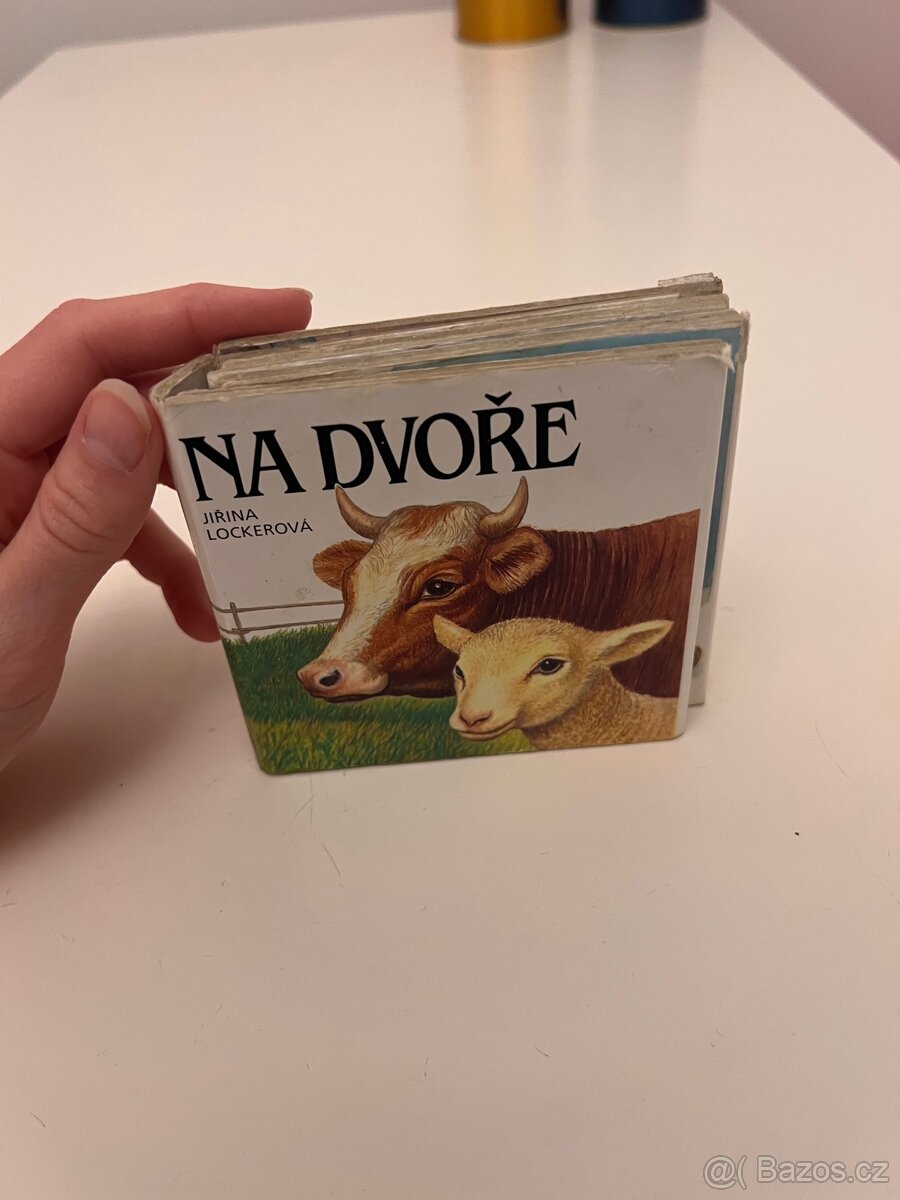 NA DVOŘE
JIŘINA
LOCKEROVÁ
@( Bazos.cz